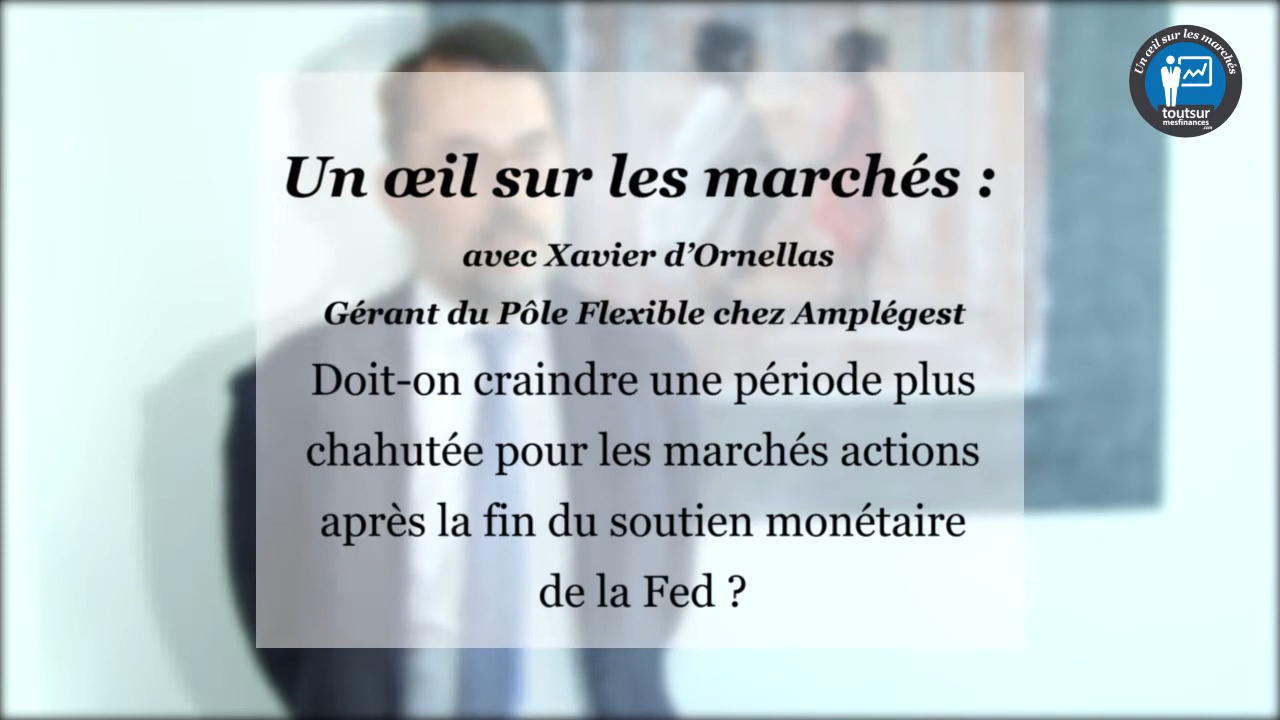 Un œil sur les marchés
toutsur
mesfinances
.com
Un œil sur les marchés :
avec Xavier d’Ornellas
Gérant du Pôle Flexible chez Amplégest
Doit-on craindre une période plus
chahutée pour les marchés actions
après la fin du soutien monétaire
de la Fed ?